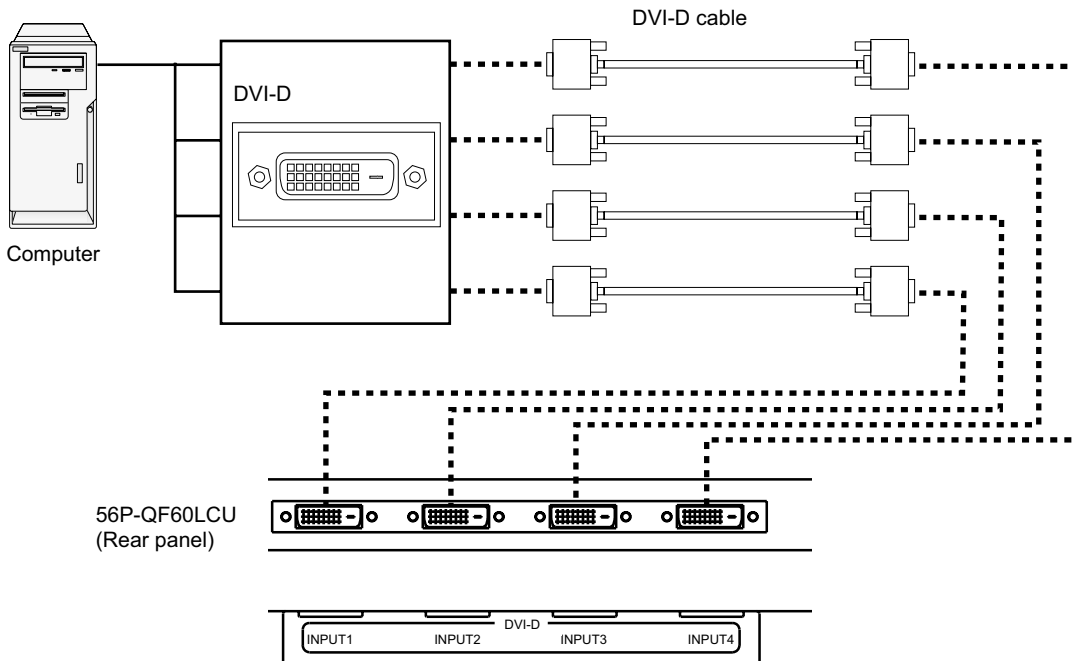 DVI-D cable
DVI-D
Computer
56P-QF60LCU
(Rear panel)
DVI-D
INPUT1 INPUT2 INPUT3 INPUT4